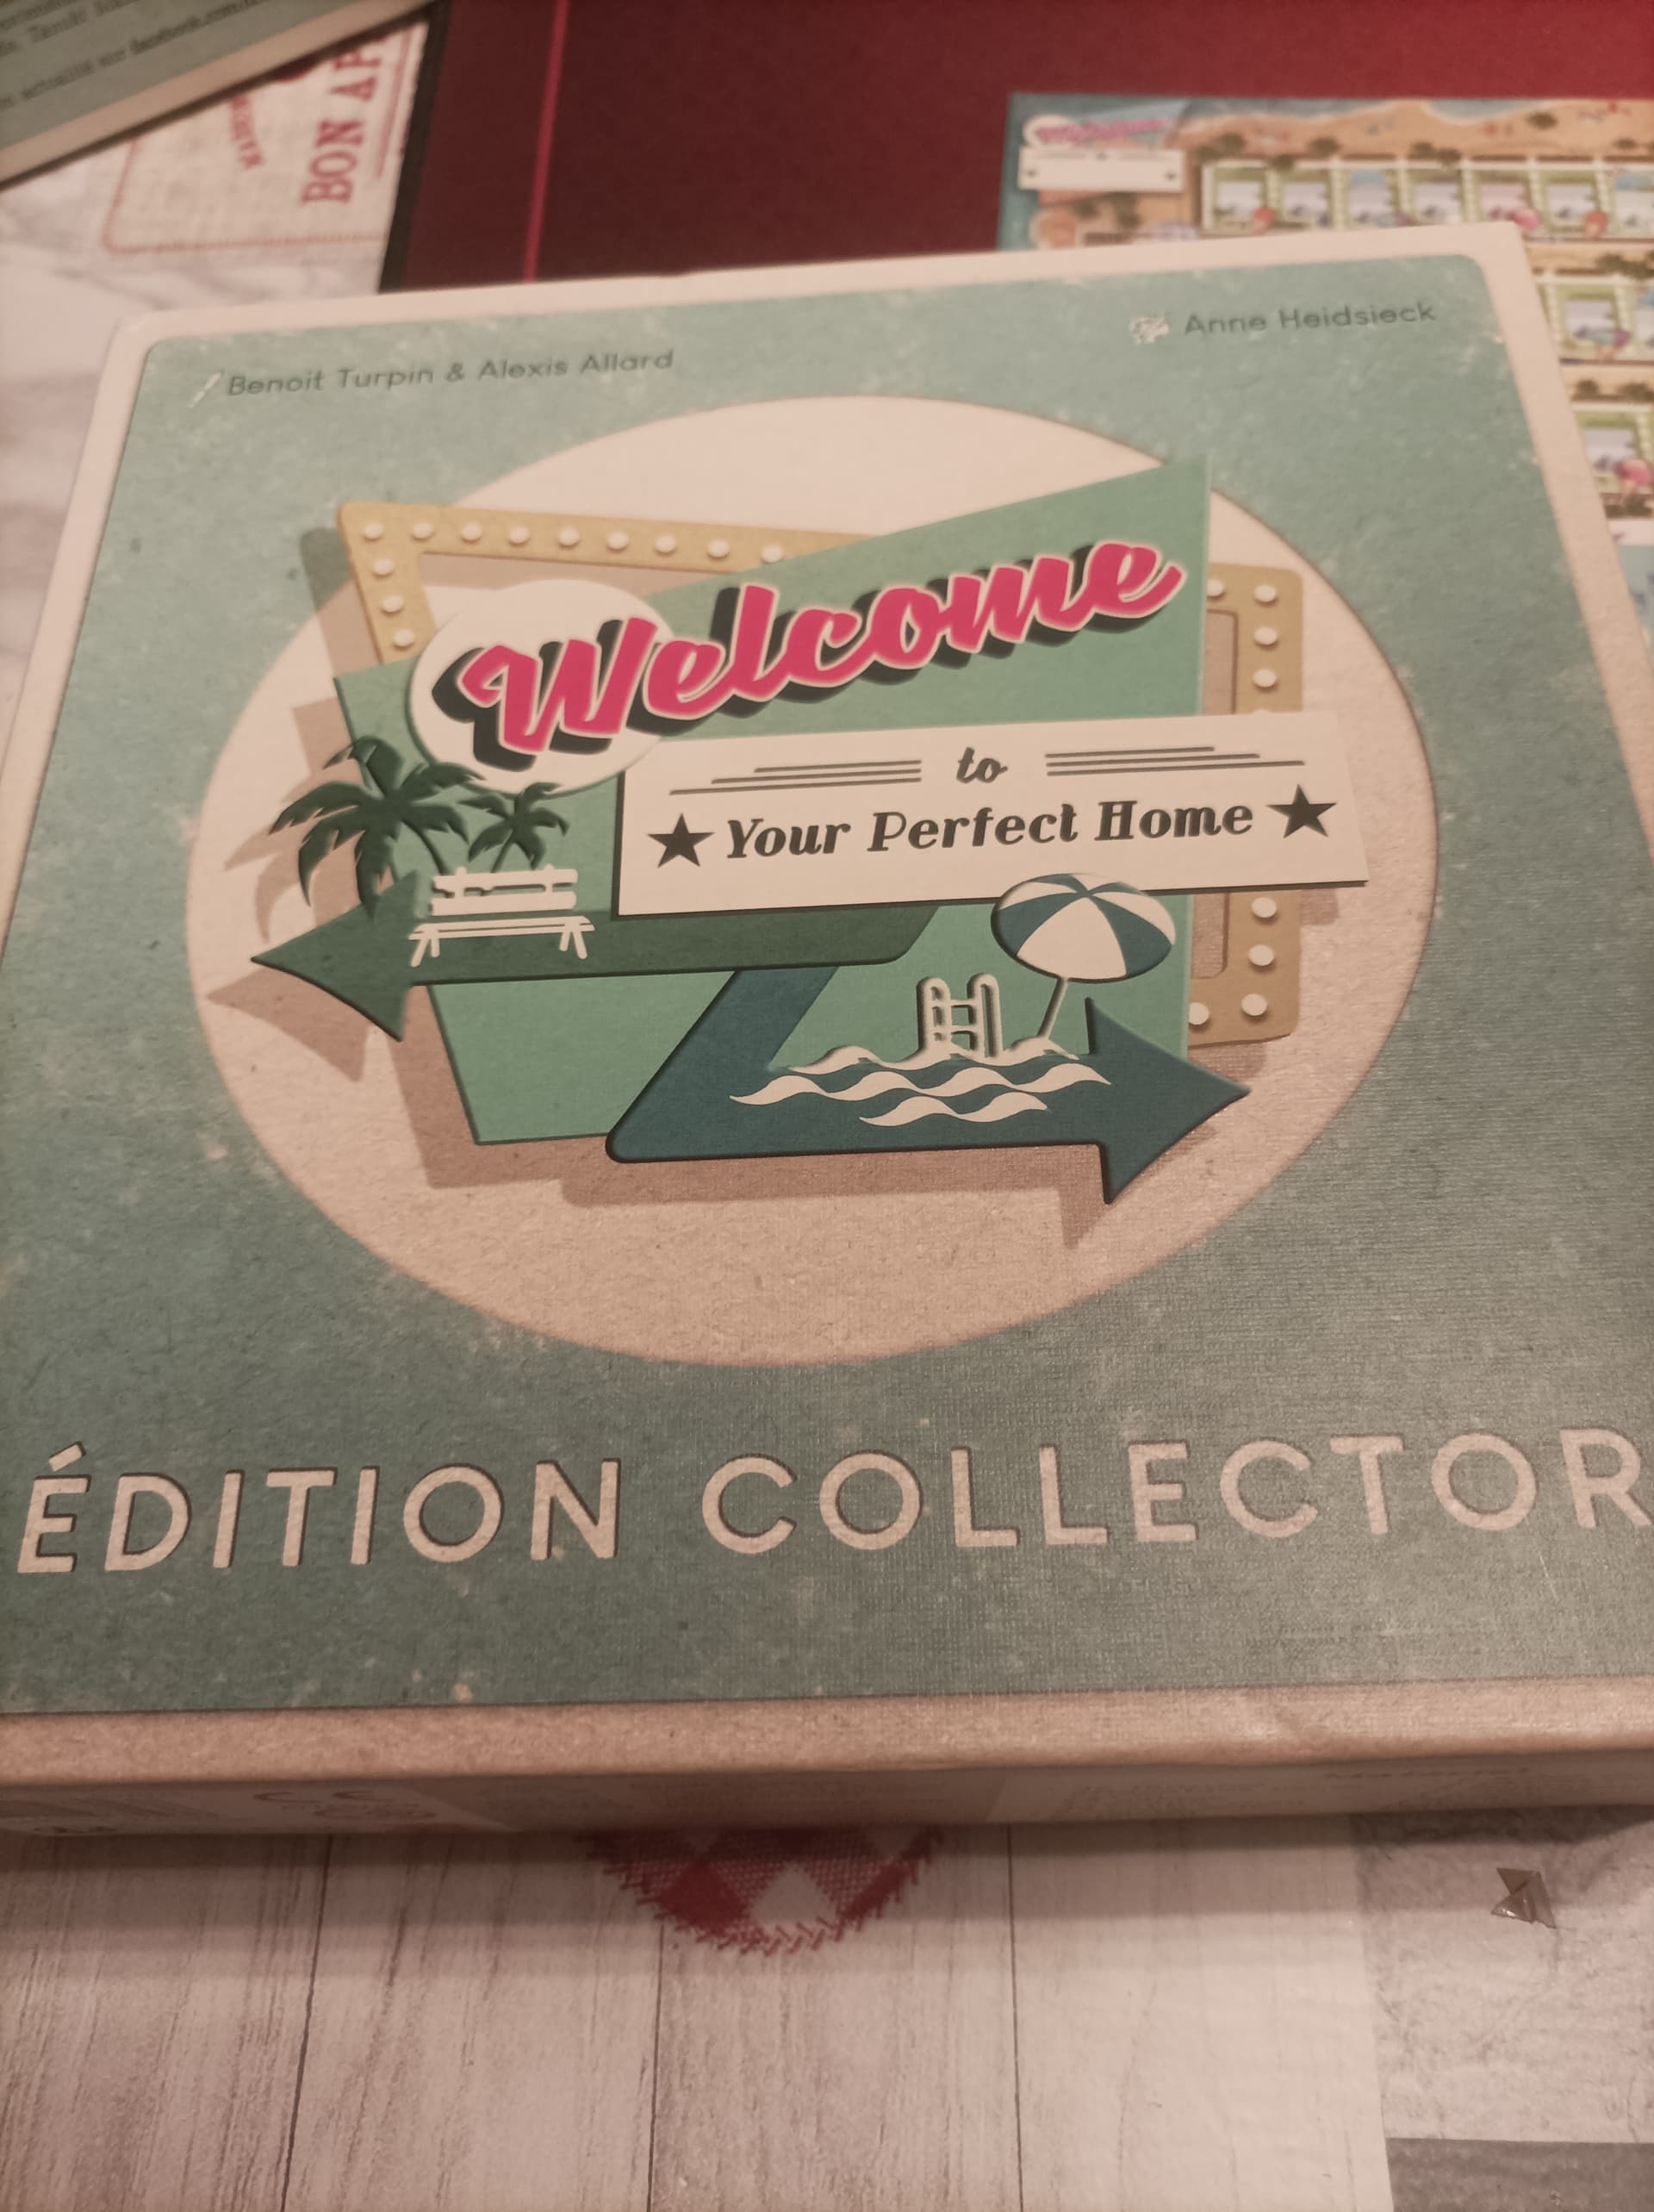 BON AP
Benoit Turpin & Alexis Allard
Anne Heidsieck
Welcome
to
Your Perfect Home
ÉDITION COLLECTOR